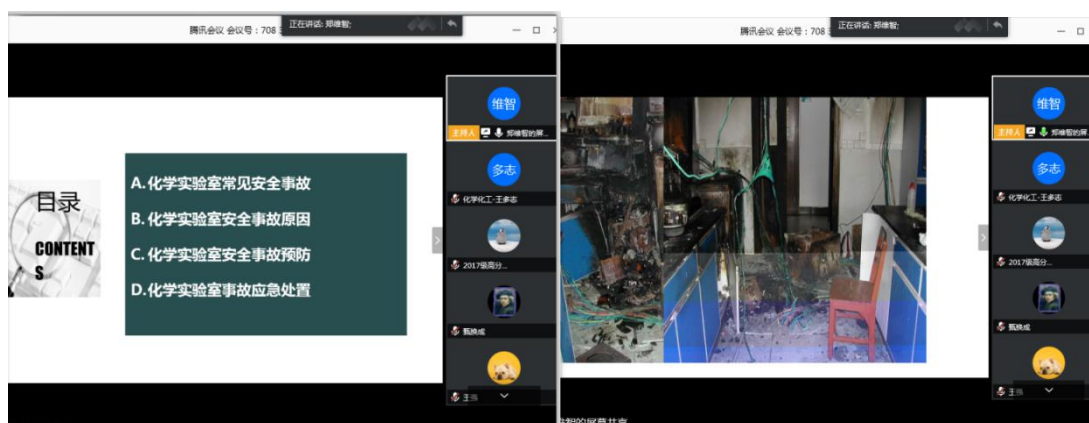 腾讯会议 会议号：708
正在讲话: 郑维智;
目录
CONTENT
S
A.化学实验室常见安全事故
B.化学实验室安全事故原因
C.化学实验室安全事故预防
D.化学实验室事故应急处置
维智
主持人 郑维智的屏...
多志
化学化工-王多志
2017级高分...
甄换成
王
腾讯会议 会议号：708
正在讲话: 郑维智;
维智
主持人 郑维智的屏
多志
化学化工-王多志
2017级高分...
甄换成
王